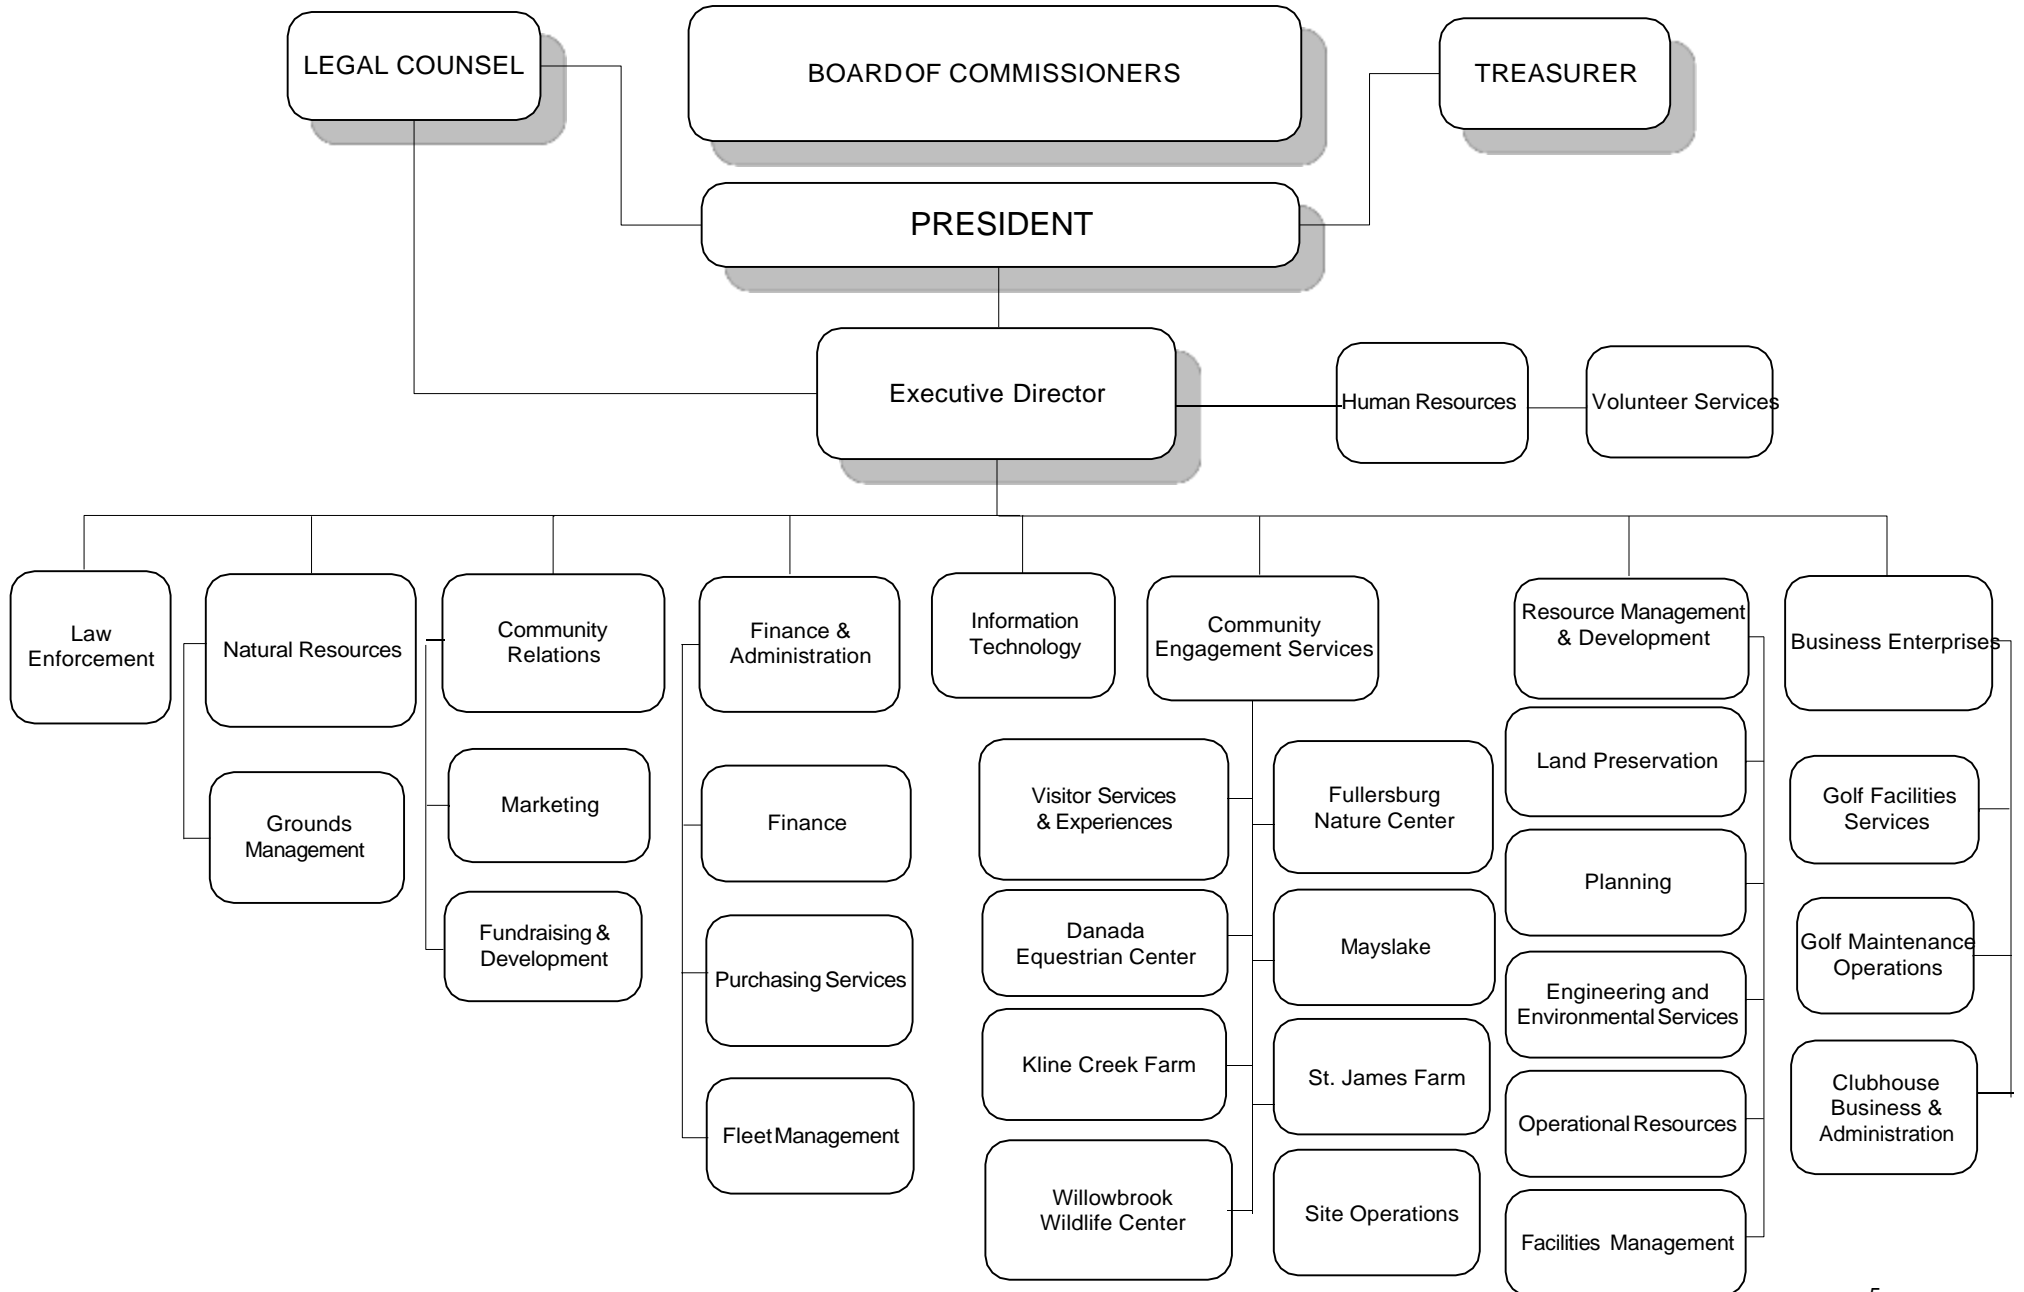 LEGAL COUNSEL
BOARDOF COMMISSIONERS
TREASURER
PRESIDENT
Executive Director
Human Resources
Volunteer Services
Law
Enforcement
Natural Resources
Community
Relations
Finance &
Administration
Information
Technology
Community
Engagement Services
Resource Management
& Development
Business Enterprises
Grounds
Management
Marketing
Fundraising &
Development
Finance
Purchasing Services
Fleet Management
Visitor Services
& Experiences
Danada
Equestrian Center
Kline Creek Farm
Willowbrook
Wildlife Center
Fullersburg
Nature Center
Mayslake
St. James Farm
Site Operations
Land Preservation
Planning
Engineering and
Environmental Services
Operational Resources
Facilities Management
Golf Facilities
Services
Golf Maintenance
Operations
Clubhouse
Business &
Administration